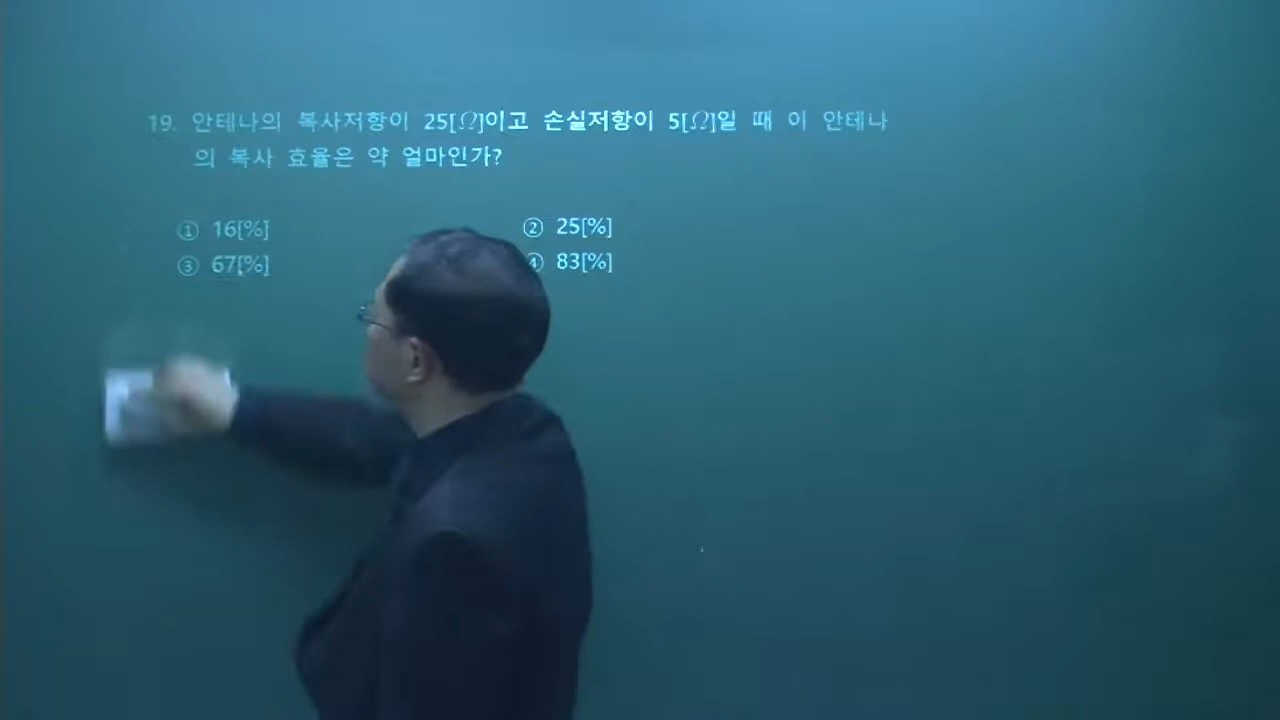 19. 안테나의 복사저항이 25[Ω]이고 손실저항이 5[Ω]일 때 이 안테나
의 복사 효율은 약 얼마인가?
① 16[%] ② 25[%]
③ 67[%] ④ 83[%]